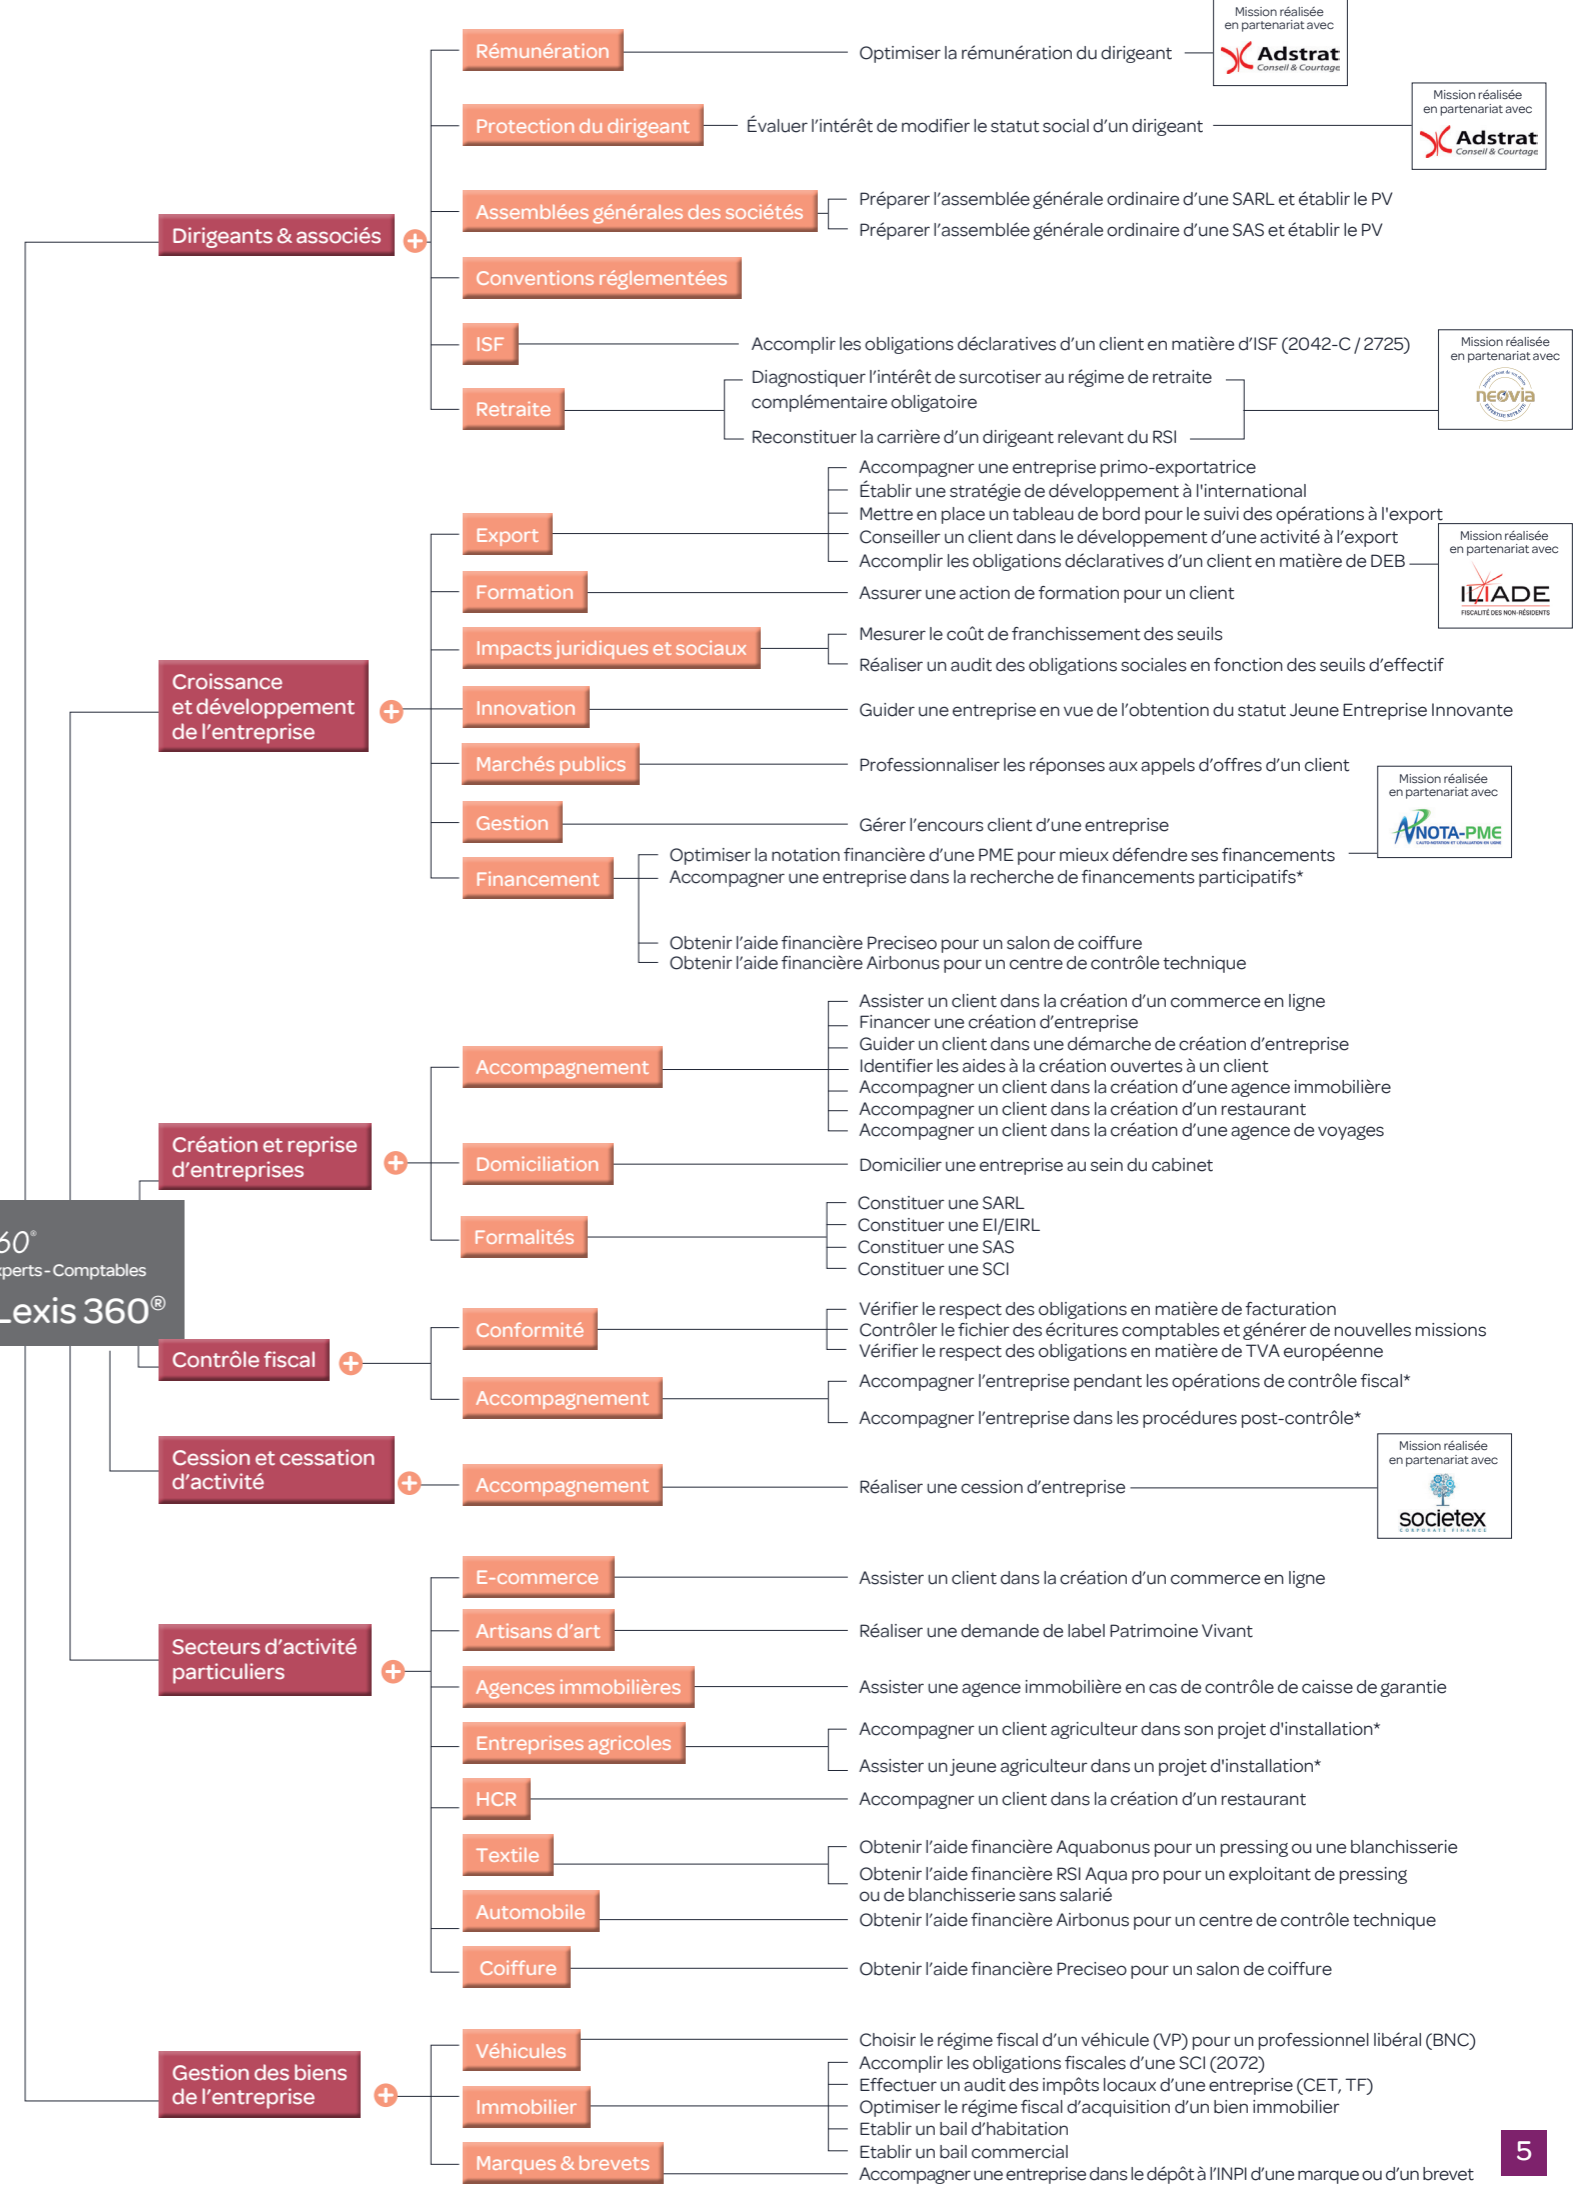 Mission réalisée
en partenariat avec
Adstrat
Conseil & Courtage
Rémunération
Optimiser la rémunération du dirigeant
Mission réalisée
en partenariat avec
Adstrat
Conseil & Courtage
Protection du dirigeant
Évaluer l’intérêt de modifier le statut social d’un dirigeant
Dirigeants & associés
Assemblées générales des sociétés
Préparer l’assemblée générale ordinaire d’une SARL et établir le PV
Préparer l’assemblée générale ordinaire d’une SAS et établir le PV
Conventions réglementées
ISF
Accomplir les obligations déclaratives d’un client en matière d’ISF (2042-C / 2725)
Retraite
Diagnostiquer l’intérêt de surcotiser au régime de retraite
complémentaire obligatoire
Reconstituer la carrière d’un dirigeant relevant du RSI
Mission réalisée
en partenariat avec
neovia
EXPERTISE RETRAITE
Croissance
et développement
de l’entreprise
Export
Accompagner une entreprise primo-exportatrice
Établir une stratégie de développement à l'international
Mettre en place un tableau de bord pour le suivi des opérations à l'export
Conseiller un client dans le développement d’une activité à l’export
Accomplir les obligations déclaratives d’un client en matière de DEB
Mission réalisée
en partenariat avec
ILIADE
FISCALITÉ DES NON-RÉSIDENTS
Formation
Assurer une action de formation pour un client
Impacts juridiques et sociaux
Mesurer le coût de franchissement des seuils
Réaliser un audit des obligations sociales en fonction des seuils d’effectif
Innovation
Guider une entreprise en vue de l’obtention du statut Jeune Entreprise Innovante
Marchés publics
Professionnaliser les réponses aux appels d’offres d’un client
Gestion
Gérer l’encours client d’une entreprise
Mission réalisée
en partenariat avec
NOTA-PME
L'AUTO-NOTATION ET L'ÉVALUATION EN LIGNE
Financement
Optimiser la notation financière d’une PME pour mieux défendre ses financements
Accompagner une entreprise dans la recherche de financements participatifs*
Obtenir l’aide financière Preciseo pour un salon de coiffure
Obtenir l’aide financière Airbonus pour un centre de contrôle technique
Création et reprise
d’entreprises
Accompagnement
Assister un client dans la création d’un commerce en ligne
Financer une création d’entreprise
Guider un client dans une démarche de création d’entreprise
Identifier les aides à la création ouvertes à un client
Accompagner un client dans la création d’une agence immobilière
Accompagner un client dans la création d’un restaurant
Accompagner un client dans la création d’une agence de voyages
Domiciliation
Domicilier une entreprise au sein du cabinet
Formalités
Constituer une SARL
Constituer une EI/EIRL
Constituer une SAS
Constituer une SCI
60®
xperts-Comptables
Lexis 360®
Contrôle fiscal
Conformité
Vérifier le respect des obligations en matière de facturation
Contrôler le fichier des écritures comptables et générer de nouvelles missions
Vérifier le respect des obligations en matière de TVA européenne
Accompagnement
Accompagner l’entreprise pendant les opérations de contrôle fiscal*
Accompagner l’entreprise dans les procédures post-contrôle*
Cession et cessation
d’activité
Accompagnement
Réaliser une cession d’entreprise
Mission réalisée
en partenariat avec
societex
CORPORATE FINANCE
Secteurs d’activité
particuliers
E-commerce
Assister un client dans la création d’un commerce en ligne
Artisans d’art
Réaliser une demande de label Patrimoine Vivant
Agences immobilières
Assister une agence immobilière en cas de contrôle de caisse de garantie
Entreprises agricoles
Accompagner un client agriculteur dans son projet d'installation*
Assister un jeune agriculteur dans un projet d'installation*
HCR
Accompagner un client dans la création d’un restaurant
Textile
Obtenir l’aide financière Aquabonus pour un pressing ou une blanchisserie
Obtenir l’aide financière RSI Aqua pro pour un exploitant de pressing
ou de blanchisserie sans salarié
Automobile
Obtenir l’aide financière Airbonus pour un centre de contrôle technique
Coiffure
Obtenir l’aide financière Preciseo pour un salon de coiffure
Gestion des biens
de l’entreprise
Véhicules
Choisir le régime fiscal d’un véhicule (VP) pour un professionnel libéral (BNC)
Immobilier
Accomplir les obligations fiscales d’une SCI (2072)
Effectuer un audit des impôts locaux d’une entreprise (CET, TF)
Optimiser le régime fiscal d’acquisition d’un bien immobilier
Etablir un bail d’habitation
Etablir un bail commercial
Marques & brevets
Accompagner une entreprise dans le dépôt à l’INPI d’une marque ou d’un brevet
5